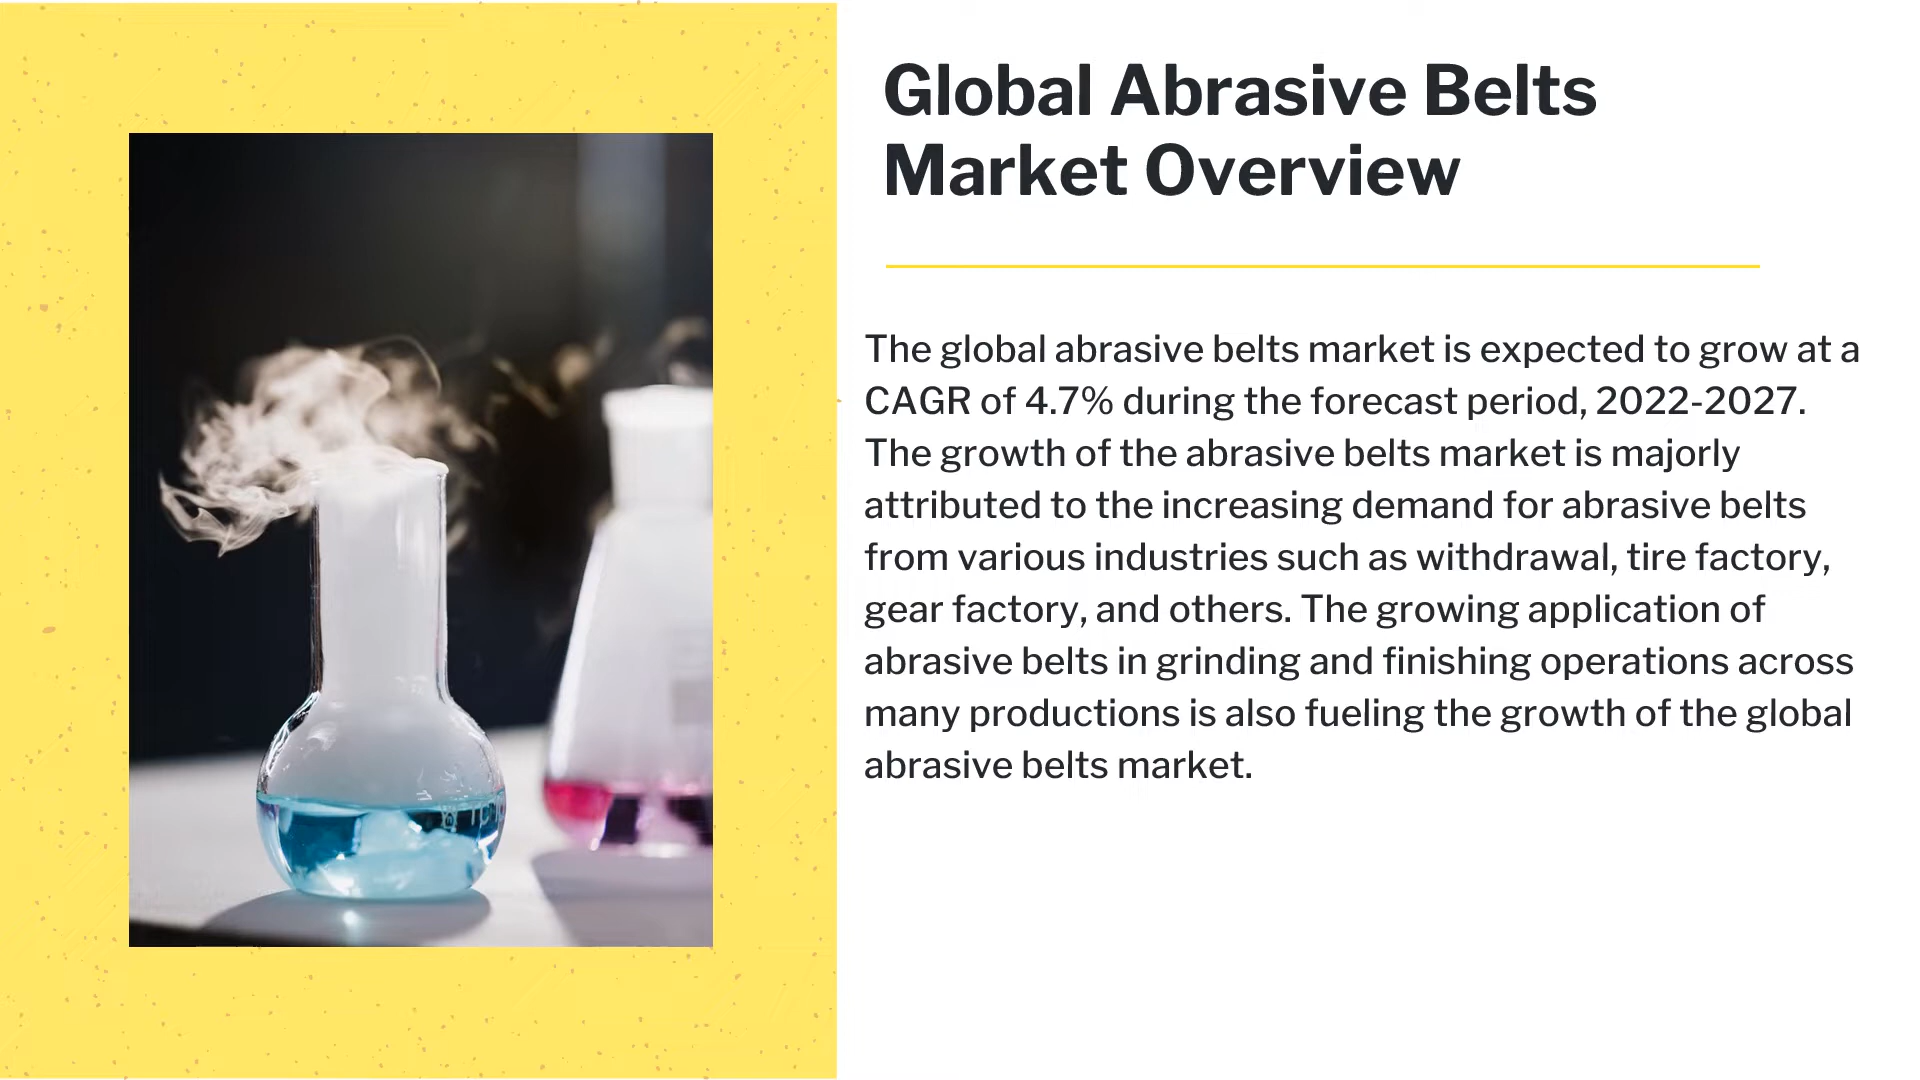 Global Abrasive Belts
Market Overview
The global abrasive belts market is expected to grow at a
CAGR of 4.7% during the forecast period, 2022-2027.
The growth of the abrasive belts market is majorly
attributed to the increasing demand for abrasive belts
from various industries such as withdrawal, tire factory,
gear factory, and others. The growing application of
abrasive belts in grinding and finishing operations across
many productions is also fueling the growth of the global
abrasive belts market.